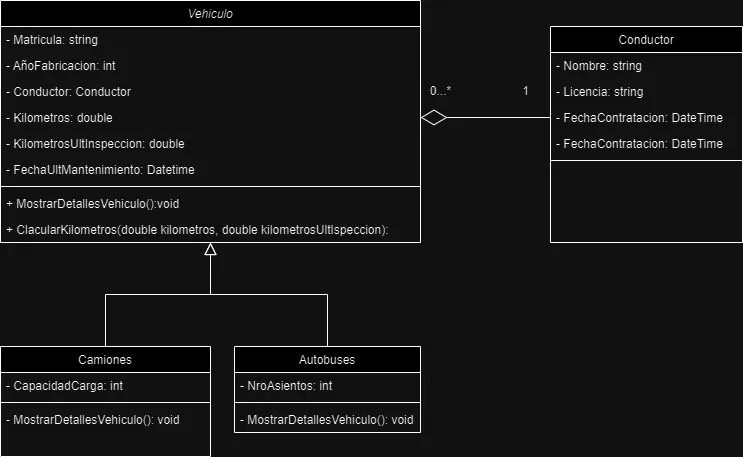 Vehiculo
- Matricula: string
- AñoFabricacion: int
- Conductor: Conductor
- Kilometros: double
- KilometrosUltInspeccion: double
- FechaUltMantenimiento: Datetime
+ MostrarDetallesVehiculo():void
+ ClacularKilometros(double kilometros, double kilometrosUltIspeccion):
0...*
1
Conductor
- Nombre: string
- Licencia: string
- FechaContratacion: DateTime
- FechaContratacion: DateTime
Camiones
- CapacidadCarga: int
- MostrarDetallesVehiculo(): void
Autobuses
- NroAsientos: int
- MostrarDetallesVehiculo(): void